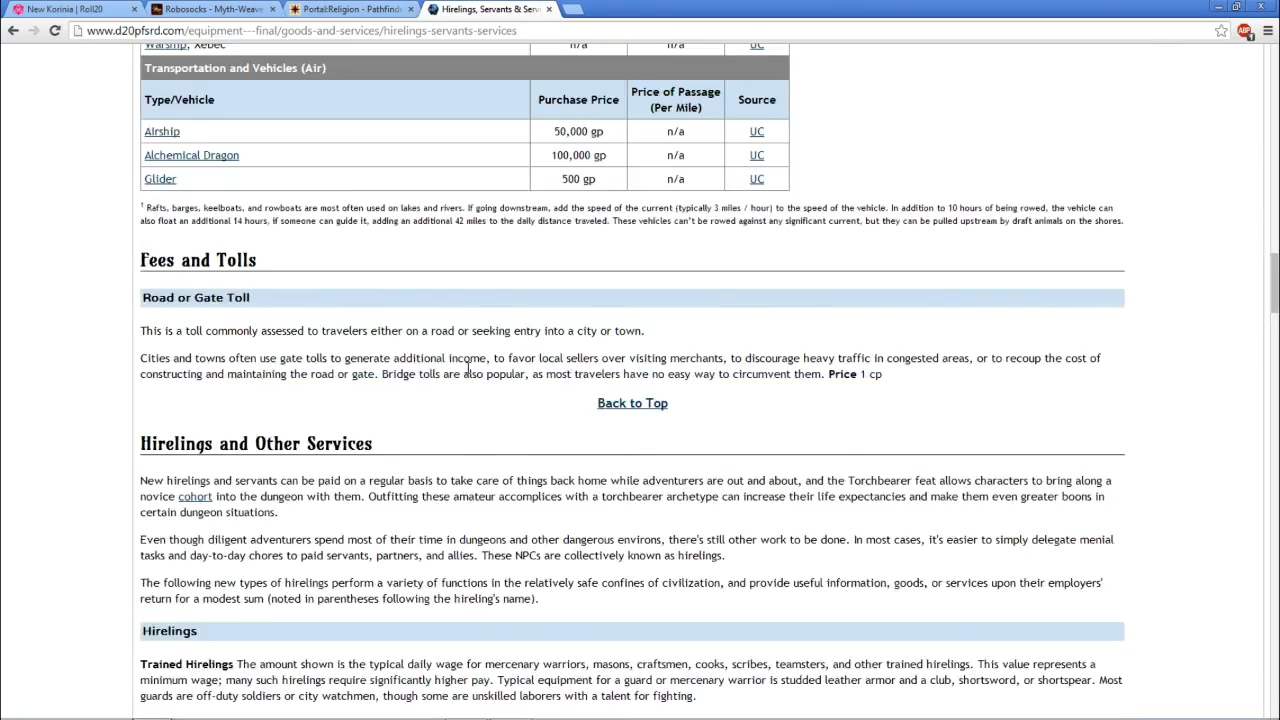 New Korinia | Roll20
Robosocks - Myth-Weave
Portal:Religion - Pathfind
Hirelings, Servants & Servi
www.d20pfsrd.com/equipment---final/goods-and-services/hirelings-servants-services
ABP
1
Warship, Xebec n/a n/a UC
Transportation and Vehicles (Air)
Type/Vehicle Purchase Price Price of Passage (Per Mile) Source
Airship 50,000 gp n/a UC
Alchemical Dragon 100,000 gp n/a UC
Glider 500 gp n/a UC
1 Rafts, barges, keelboats, and rowboats are most often used on lakes and rivers. If going downstream, add the speed of the current (typically 3 miles / hour) to the speed of the vehicle. In addition to 10 hours of being rowed, the vehicle can
also float an additional 14 hours, if someone can guide it, adding an additional 42 miles to the daily distance traveled. These vehicles can't be rowed against any significant current, but they can be pulled upstream by draft animals on the shores.
Fees and Tolls
Road or Gate Toll
This is a toll commonly assessed to travelers either on a road or seeking entry into a city or town.
Cities and towns often use gate tolls to generate additional income, to favor local sellers over visiting merchants, to discourage heavy traffic in congested areas, or to recoup the cost of
constructing and maintaining the road or gate. Bridge tolls are also popular, as most travelers have no easy way to circumvent them. Price 1 cp
Back to Top
Hirelings and Other Services
New hirelings and servants can be paid on a regular basis to take care of things back home while adventurers are out and about, and the Torchbearer feat allows characters to bring along a
novice cohort into the dungeon with them. Outfitting these amateur accomplices with a torchbearer archetype can increase their life expectancies and make them even greater boons in
certain dungeon situations.
Even though diligent adventurers spend most of their time in dungeons and other dangerous environs, there's still other work to be done. In most cases, it's easier to simply delegate menial
tasks and day-to-day chores to paid servants, partners, and allies. These NPCs are collectively known as hirelings.
The following new types of hirelings perform a variety of functions in the relatively safe confines of civilization, and provide useful information, goods, or services upon their employers'
return for a modest sum (noted in parentheses following the hireling's name).
Hirelings
Trained Hirelings The amount shown is the typical daily wage for mercenary warriors, masons, craftsmen, cooks, scribes, teamsters, and other trained hirelings. This value represents a
minimum wage; many such hirelings require significantly higher pay. Typical equipment for a guard or mercenary warrior is studded leather armor and a club, shortsword, or shortspear. Most
guards are off-duty soldiers or city watchmen, though some are unskilled laborers with a talent for fighting.